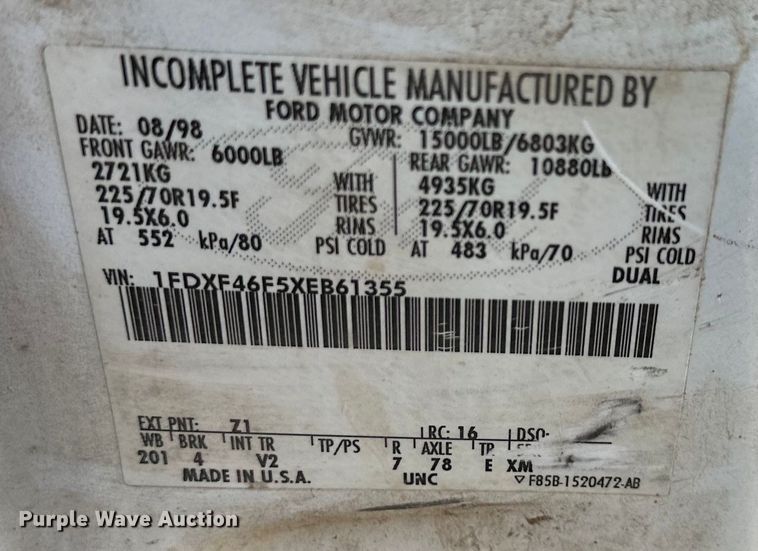 INCOMPLETE VEHICLE MANUFACTURED BY
FORD MOTOR COMPANY
DATE: 08/98 GVWR: 15000LB/6803KG
FRONT GAWR: 6000LB REAR GAWR: 10880LB
2721KG WITH 4935KG WITH
225/70R19.5F TIRES 225/70R19.5F TIRES
19.5X6.0 RIMS 19.5X6.0 RIMS
AT 552 kPa/80 PSI COLD AT 483 kPa/70 PSI COLD
DUAL
VIN: 1FDXF46F5XEB61355
EXT PNT: Z1 RC: 16 DSO:
WB BRK INT TR TP/PS R AXLE TR
201 4 V2 7 78 E XM
MADE IN U.S.A. UNC ▽ F85B-1520472-AB
Purple Wave Auction